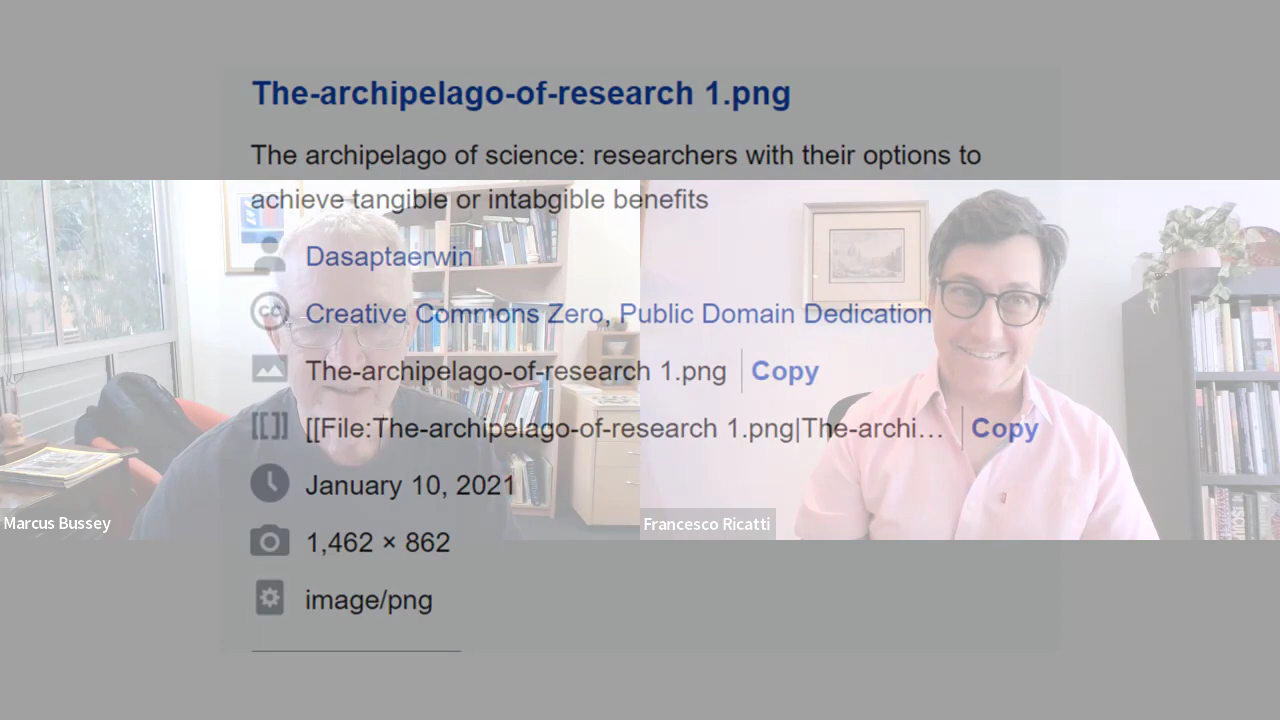 The-archipelago-of-research 1.png
The archipelago of science: researchers with their options to
achieve tangible or intabgible benefits
Dasaptaerwin
Creative Commons Zero, Public Domain Dedication
The-archipelago-of-research 1.png Copy
[[File:The-archipelago-of-research 1.png|The-archi… Copy
January 10, 2021
1,462 × 862
image/png
Marcus Bussey
Francesco Ricatti